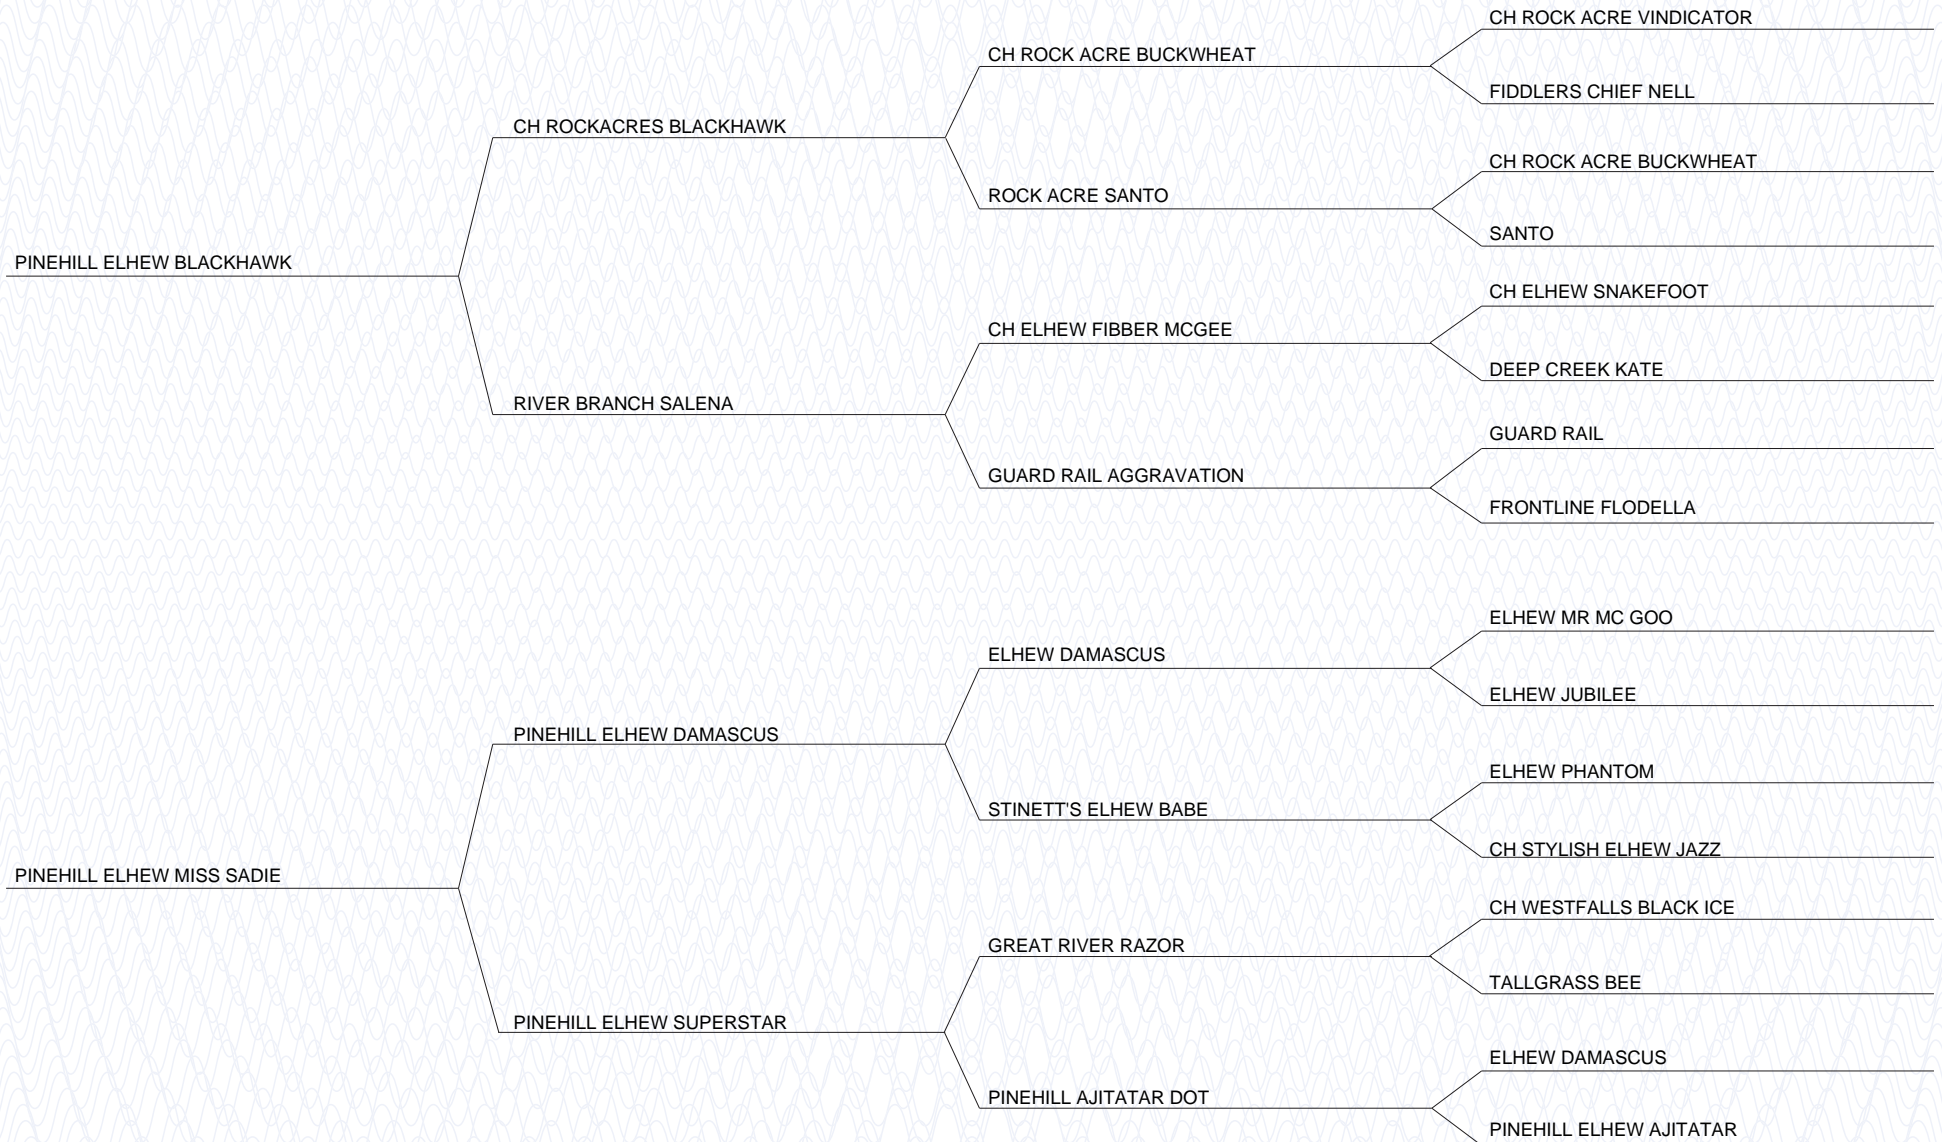 CH ROCK ACRE VINDICATOR
CH ROCK ACRE BUCKWHEAT
FIDDLERS CHIEF NELL
CH ROCKACRES BLACKHAWK
CH ROCK ACRE BUCKWHEAT
ROCK ACRE SANTO
SANTO
PINEHILL ELHEW BLACKHAWK
CH ELHEW SNAKEFOOT
CH ELHEW FIBBER MCGEE
DEEP CREEK KATE
RIVER BRANCH SALENA
GUARD RAIL
GUARD RAIL AGGRAVATION
FRONTLINE FLODELLA
ELHEW MR MC GOO
ELHEW DAMASCUS
ELHEW JUBILEE
PINEHILL ELHEW DAMASCUS
ELHEW PHANTOM
STINETT'S ELHEW BABE
CH STYLISH ELHEW JAZZ
PINEHILL ELHEW MISS SADIE
CH WESTFALLS BLACK ICE
GREAT RIVER RAZOR
TALLGRASS BEE
PINEHILL ELHEW SUPERSTAR
ELHEW DAMASCUS
PINEHILL AJITATAR DOT
PINEHILL ELHEW AJITATAR